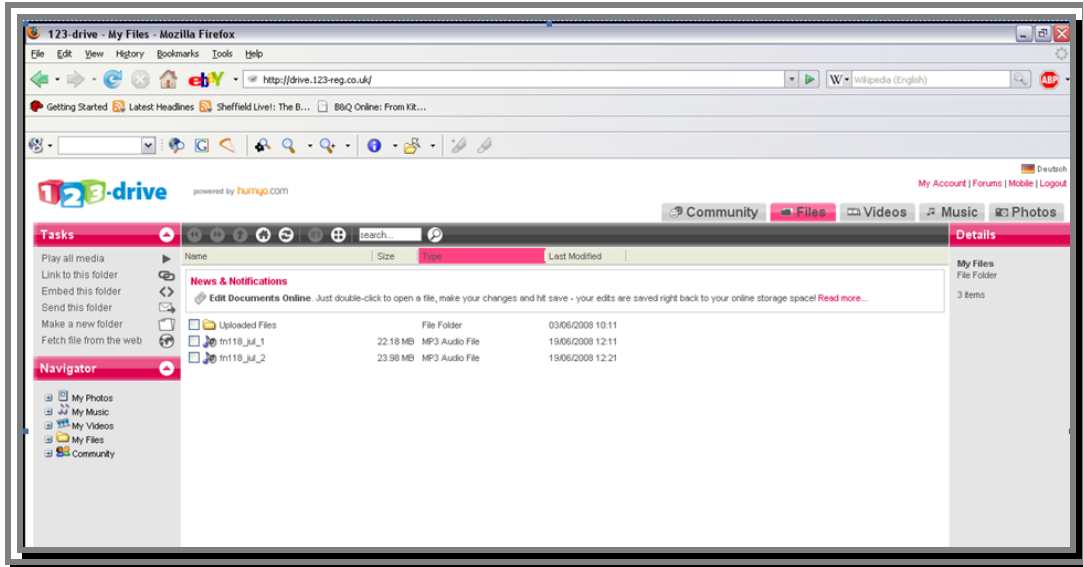 123-drive - My Files - Mozilla Firefox
File Edit View History Bookmarks Tools Help
ebY http://drive.123-reg.co.uk/ W Wikipedia (English) ABP
Getting Started Latest Headlines Sheffield Live!: The B... B&Q Online: From Kit...
G
Deutsch
123-drive powered by humyo.com My Account | Forums | Mobile | Logout
Community Files Videos Music Photos
Tasks search... Details
Play all media Name Size Type Last Modified My Files
Link to this folder News & Notifications File Folder
Embed this folder Edit Documents Online. Just double-click to open a file, make your changes and hit save - your edits are saved right back to your online storage space! Read more... 3 items
Send this folder
Make a new folder Uploaded Files File Folder 03/06/2008 10:11
Fetch file from the web fn118_jul_1 22.18 MB MP3 Audio File 19/06/2008 12:11
fn118_jul_2 23.98 MB MP3 Audio File 19/06/2008 12:21
Navigator
My Photos
My Music
My Videos
My Files
Community